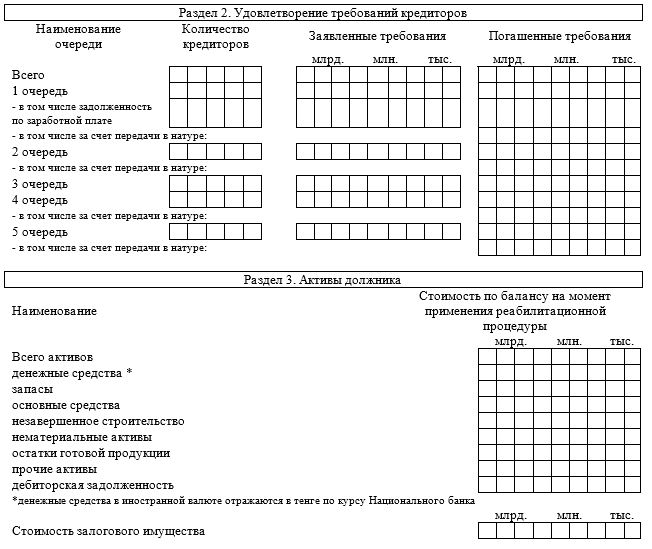 Раздел 2. Удовлетворение требований кредиторов
Наименование очереди
Количество кредиторов
Заявленные требования
Погашенные требования
млрд. млн. тыс. млрд. млн. тыс.
Всего
1 очередь
- в том числе задолженность
по заработной плате
- в том числе за счет передачи в натуре:
2 очередь
- в том числе за счет передачи в натуре:
3 очередь
4 очередь
- в том числе за счет передачи в натуре:
5 очередь
- в том числе за счет передачи в натуре:
Раздел 3. Активы должника
Наименование
Стоимость по балансу на момент
применения реабилитационной
процедуры
млрд. млн. тыс.
Всего активов
денежные средства *
запасы
основные средства
незавершенное строительство
нематериальные активы
остатки готовой продукции
прочие активы
дебиторская задолженность
*денежные средства в иностранной валюте отражаются в тенге по курсу Национального банка
млрд. млн. тыс.
Стоимость залогового имущества